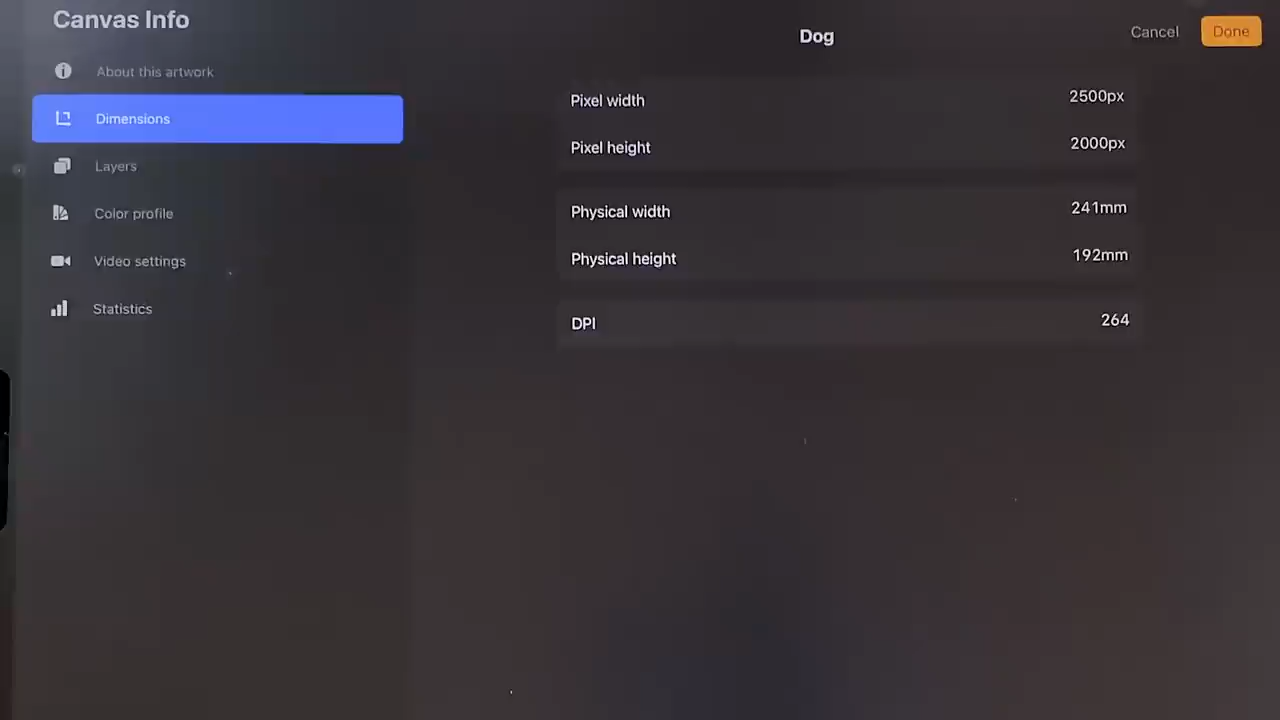 Canvas Info
Dog
Cancel
Done
About this artwork
Dimensions
Layers
Color profile
Video settings
Statistics
Pixel width 2500px
Pixel height 2000px
Physical width 241mm
Physical height 192mm
DPI 264